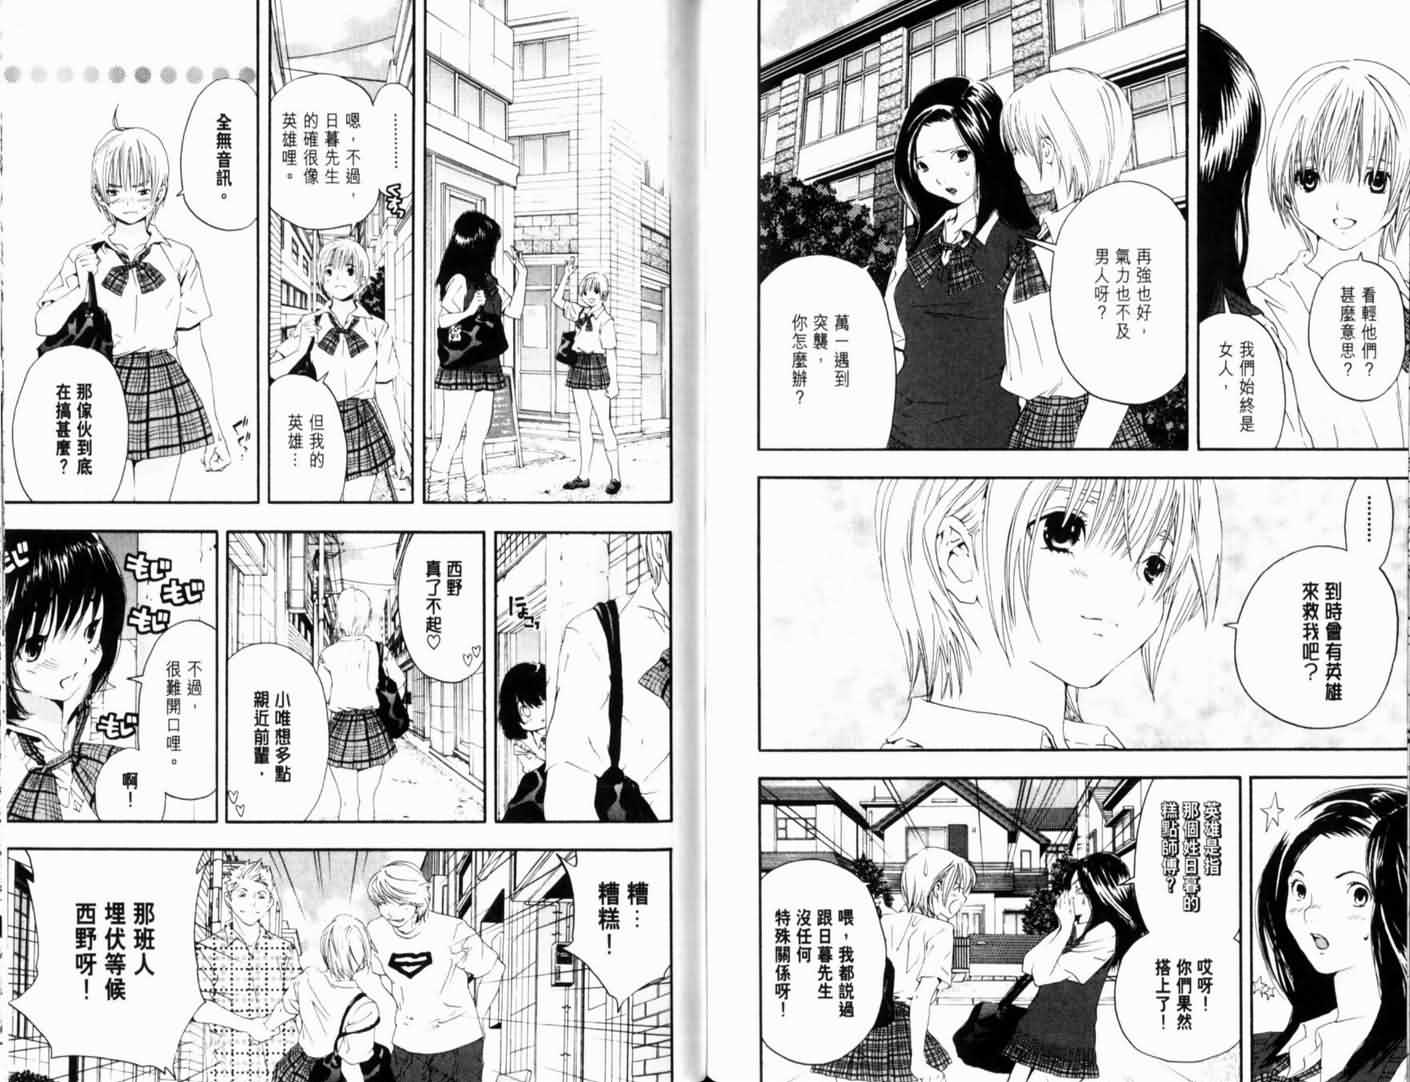 看輕他們?
甚麼意思?
我們始終是
女人,
再強也好,
氣力也不及
男人呀?
萬一遇到
突襲,
你怎麼辦?
………
到時會有英雄
來救我吧?
英雄是指
那個姓日暮的
糕點師傅?
哎呀!
你們果然
搭上了!
喂,我都說過
跟日暮先生
沒任何
特殊關係呀!
………
嗯,不過,
日暮先生
的確很像
英雄哩。
但我的
英雄…
全無音訊。
那傢伙到底
在搞甚麼?
西野
真了不起♡
小唯想多點
親近前輩,
不過,
很難開口哩。
啊!
もじ
もじ
もじ
もじ
糟…
糟糕!
那班人
埋伏等候
西野呀!